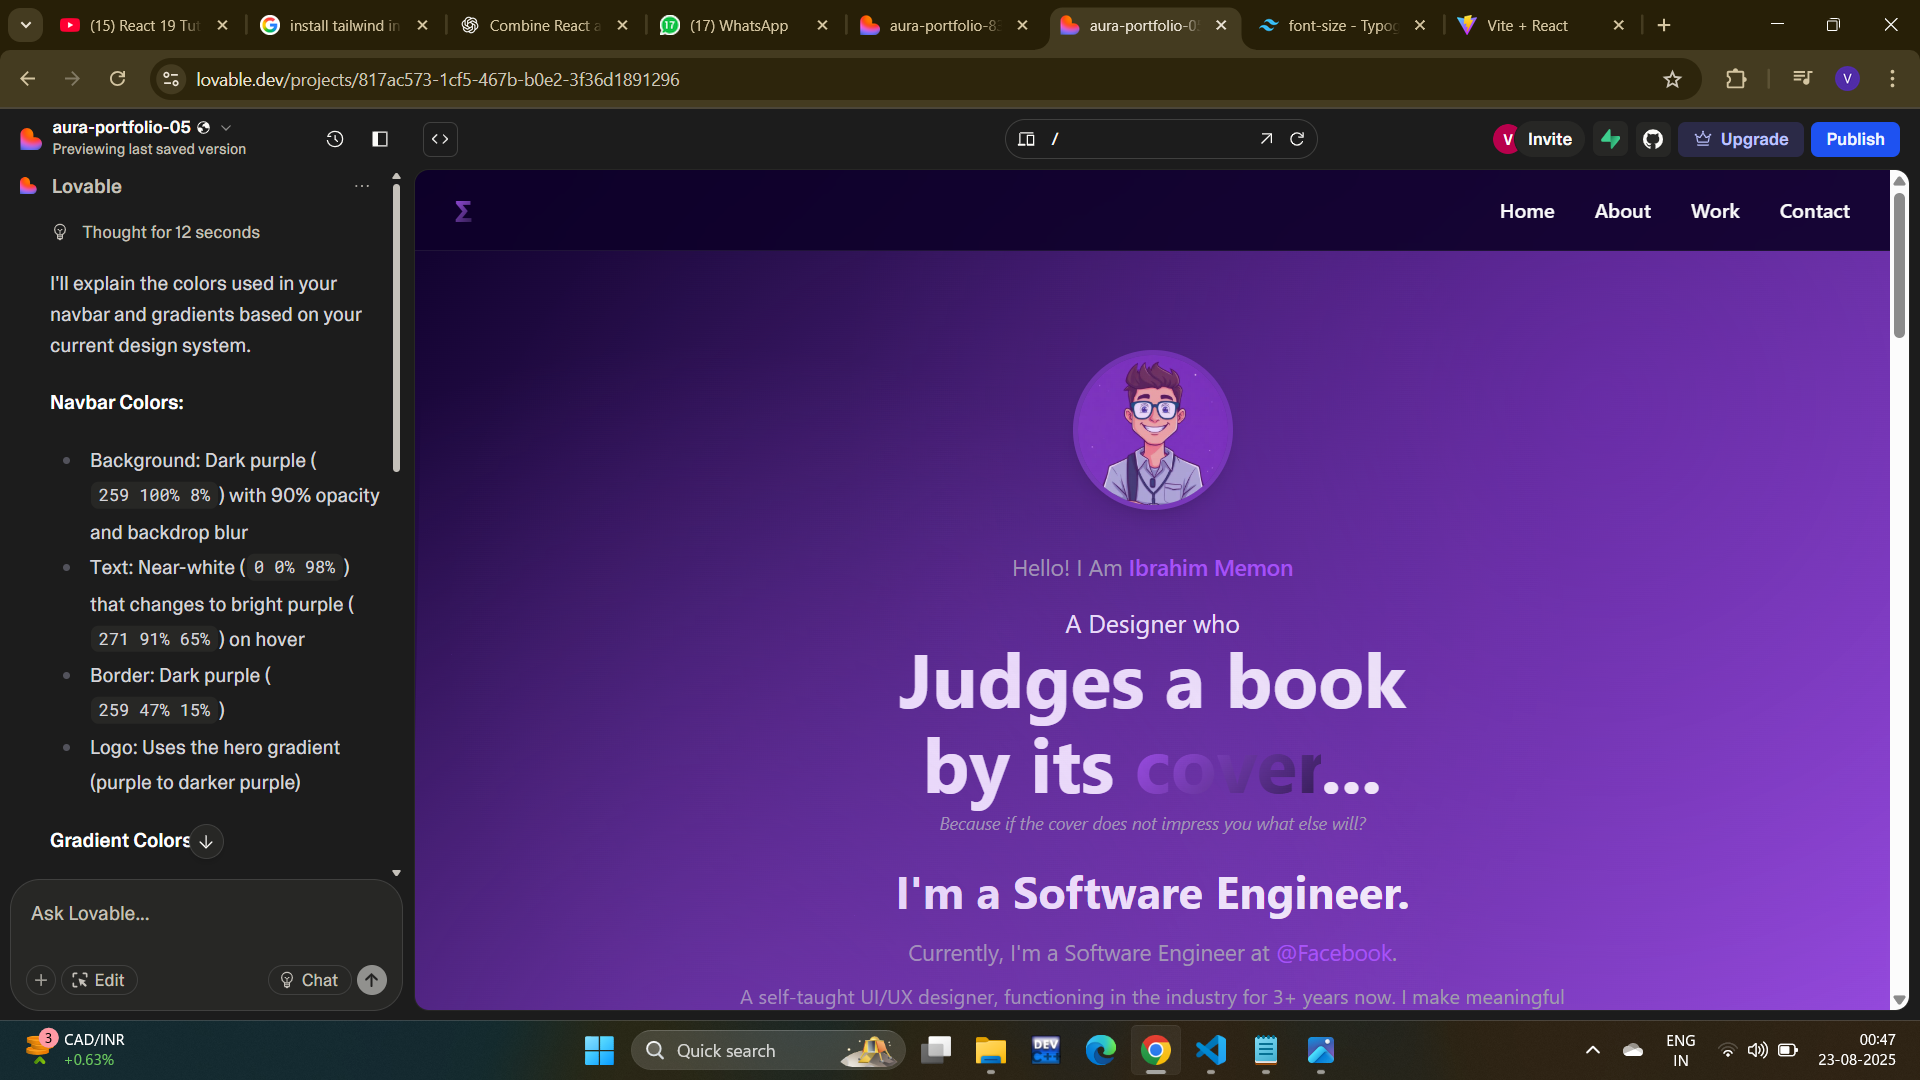 (15) React 19 Tut
install tailwind in
Combine React a
(17) WhatsApp
aura-portfolio-83
aura-portfolio-05
font-size - Typog
Vite + React
lovable.dev/projects/817ac573-1cf5-467b-b0e2-3f36d1891296
V
aura-portfolio-05
Previewing last saved version
/
V
Invite
Upgrade
Publish
Lovable
Thought for 12 seconds
I'll explain the colors used in your
navbar and gradients based on your
current design system.
Navbar Colors:
Background: Dark purple (
259 100% 8% ) with 90% opacity
and backdrop blur
Text: Near-white ( 0 0% 98% )
that changes to bright purple (
271 91% 65% ) on hover
Border: Dark purple (
259 47% 15% )
Logo: Uses the hero gradient
(purple to darker purple)
Gradient Colors
Ask Lovable...
Edit
Chat
Σ
Home
About
Work
Contact
Hello! I Am Ibrahim Memon
A Designer who
Judges a book
by its cover...
Because if the cover does not impress you what else will?
I'm a Software Engineer.
Currently, I'm a Software Engineer at @Facebook.
A self-taught UI/UX designer, functioning in the industry for 3+ years now. I make meaningful
3
CAD/INR
+0.63%
Quick search
DEV
C++
ENG
IN
00:47
23-08-2025